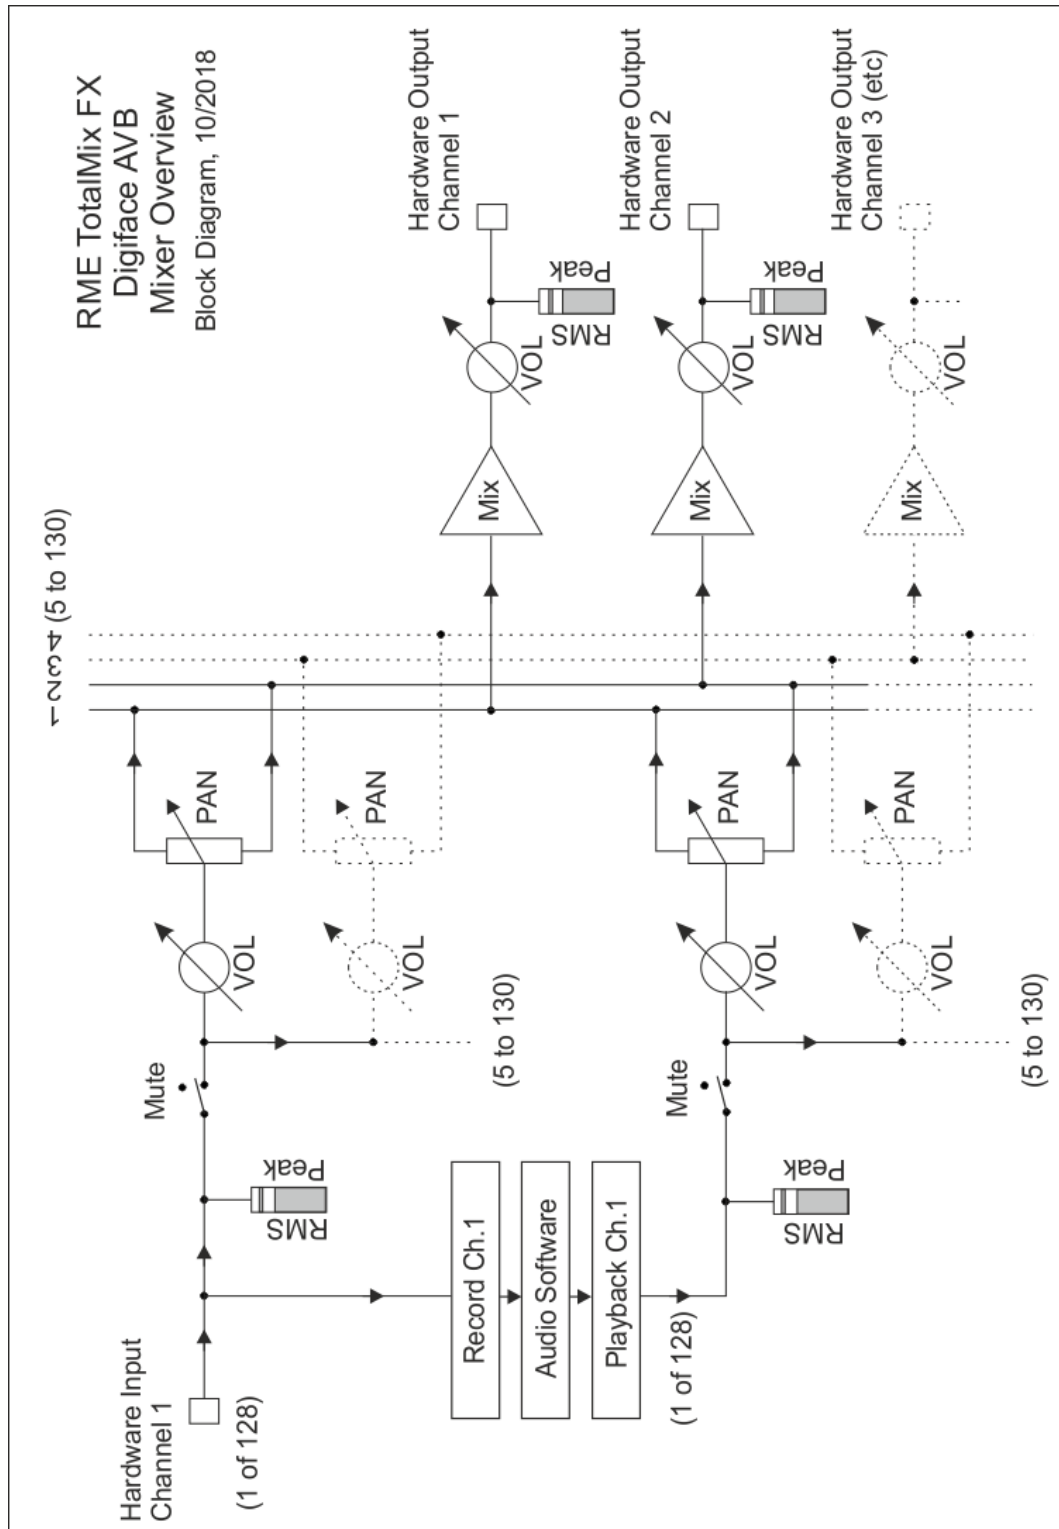 RME TotalMix FX
Digiface AVB
Mixer Overview
Block Diagram, 10/2018
Hardware Input
Channel 1
(1 of 128)
RMS
Peak
Mute
VOL
PAN
VOL
PAN
(5 to 130)
1 2 3 4 (5 to 130)
Record Ch.1
Audio Software
Playback Ch.1
(1 of 128)
RMS
Peak
Mute
VOL
PAN
VOL
PAN
(5 to 130)
Mix
VOL
RMS
Peak
Hardware Output
Channel 1
Mix
VOL
RMS
Peak
Hardware Output
Channel 2
Mix
VOL
Hardware Output
Channel 3 (etc)